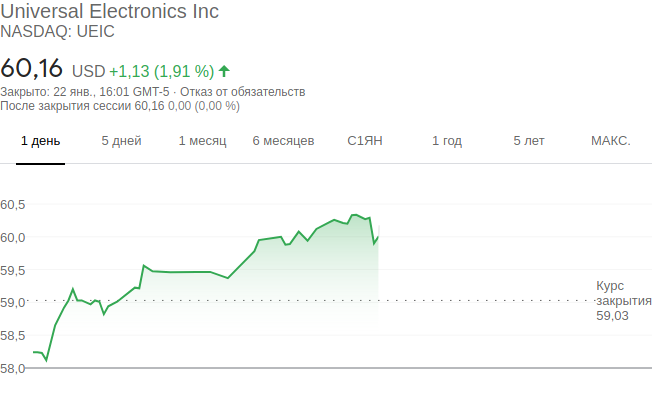 Universal Electronics Inc
NASDAQ: UEIC
60,16 USD +1,13 (1,91 %)
Закрыто: 22 янв., 16:01 GMT-5 · Отказ от обязательств
После закрытия сессии 60,16 0,00 (0,00 %)
1 день 5 дней 1 месяц 6 месяцев С1ЯН 1 год 5 лет МАКС.
60,5
60,0
59,5
59,0
58,5
58,0
Курс
закрытия
59,03